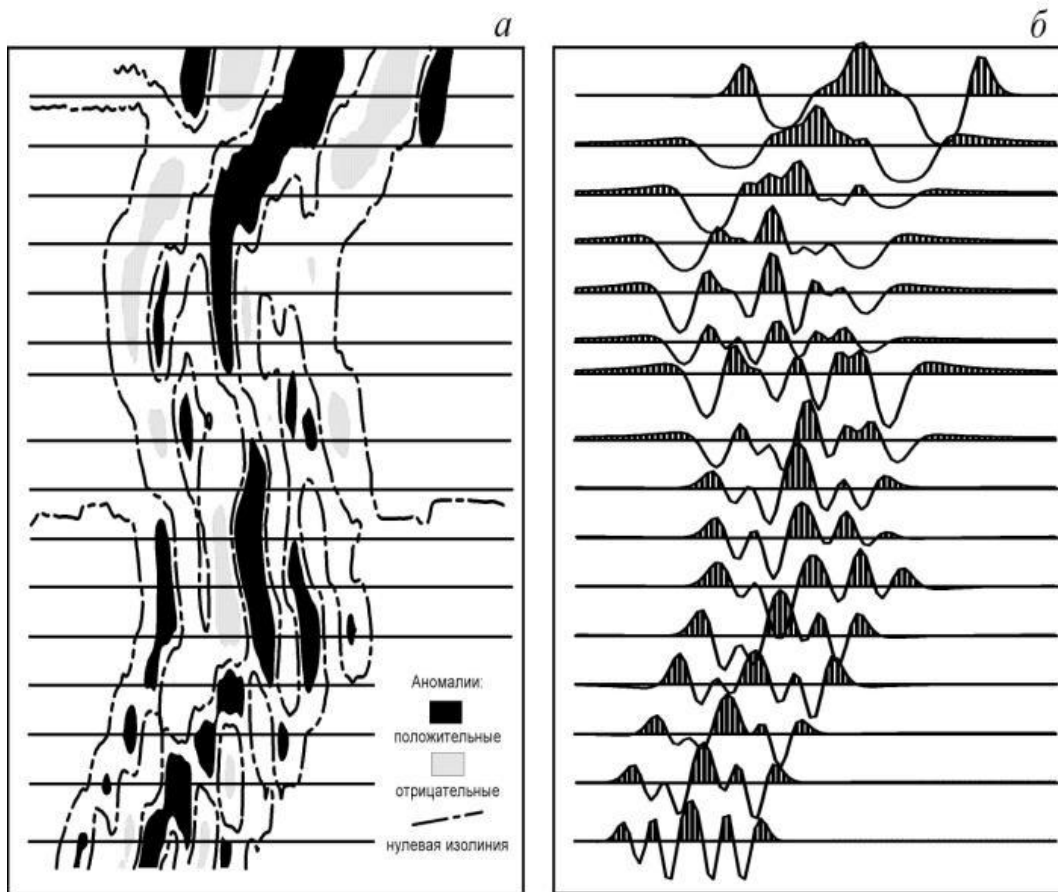 а
б
Аномалии:
положительные
отрицательные
нулевая изолиния